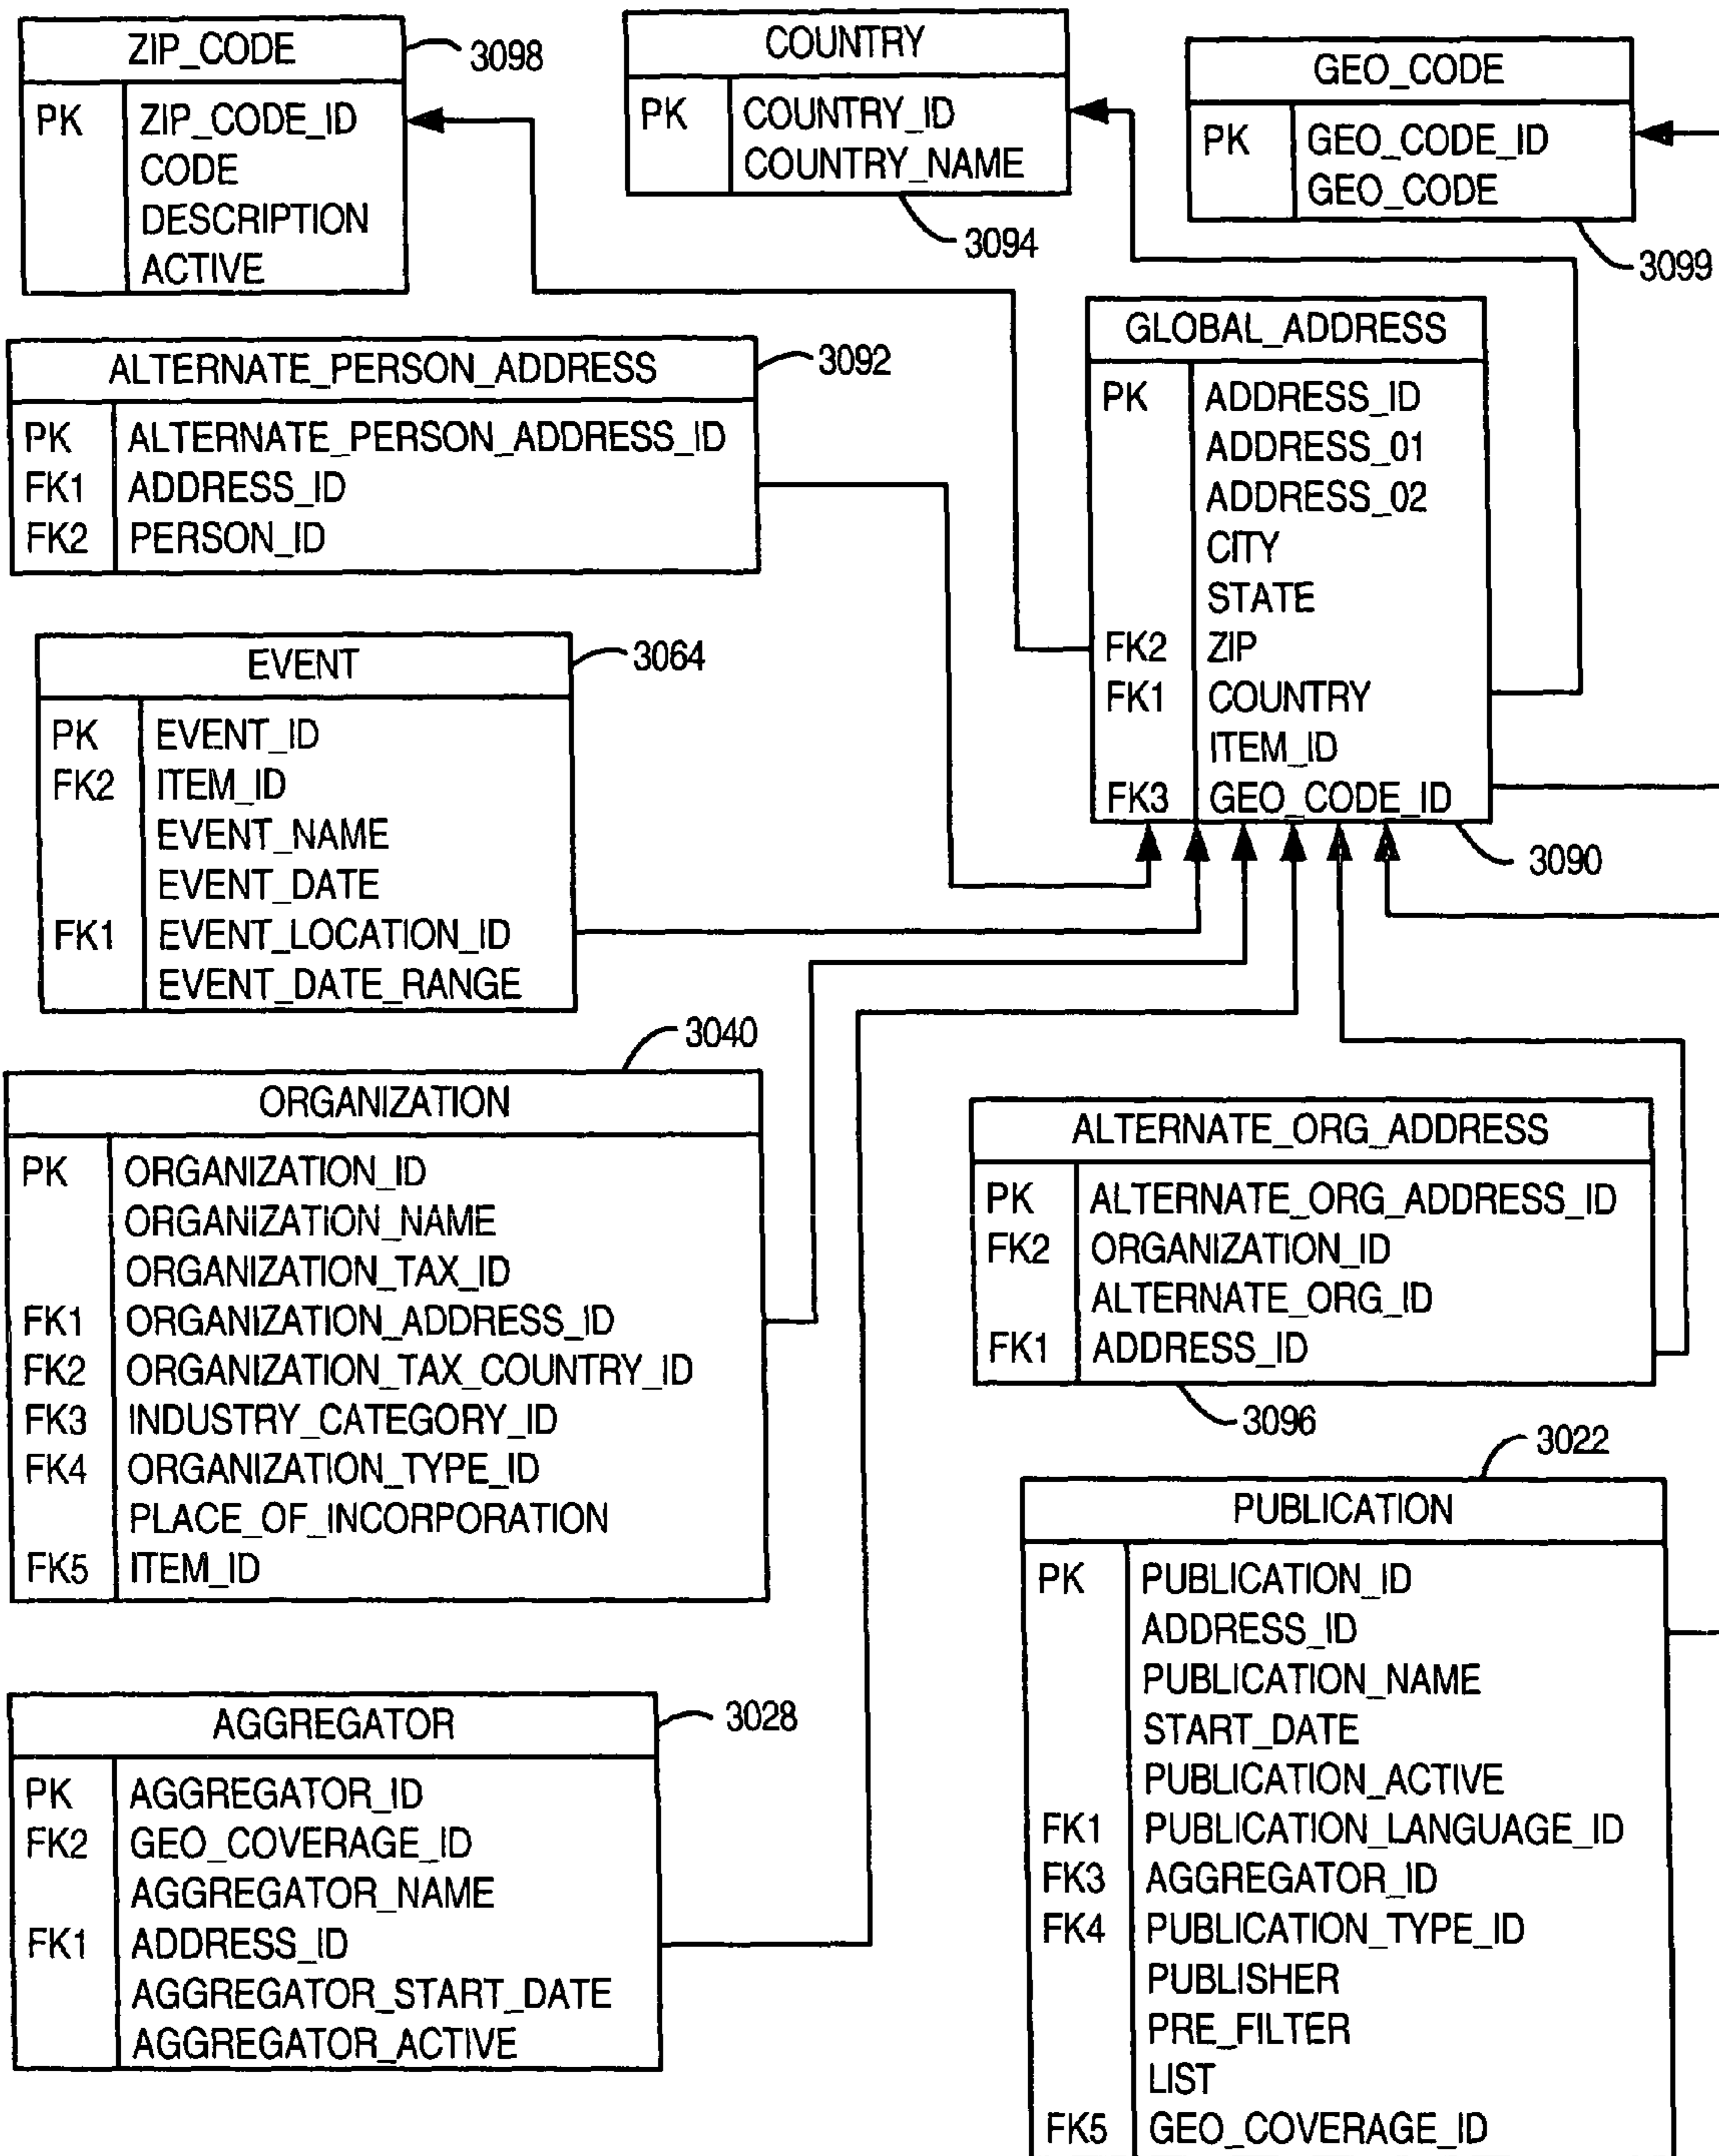 ZIP_CODE
3098
PK ZIP_CODE_ID
CODE
DESCRIPTION
ACTIVE
COUNTRY
PK COUNTRY_ID
COUNTRY_NAME
3094
GEO_CODE
PK GEO_CODE_ID
GEO_CODE
3099
ALTERNATE_PERSON_ADDRESS
3092
PK ALTERNATE_PERSON_ADDRESS_ID
FK1 ADDRESS_ID
FK2 PERSON_ID
GLOBAL_ADDRESS
PK ADDRESS_ID
ADDRESS_01
ADDRESS_02
CITY
STATE
FK2 ZIP
FK1 COUNTRY
ITEM_ID
FK3 GEO_CODE_ID
3090
EVENT
3064
PK EVENT_ID
FK2 ITEM_ID
EVENT_NAME
EVENT_DATE
FK1 EVENT_LOCATION_ID
EVENT_DATE_RANGE
3040
ORGANIZATION
PK ORGANIZATION_ID
ORGANIZATION_NAME
ORGANIZATION_TAX_ID
FK1 ORGANIZATION_ADDRESS_ID
FK2 ORGANIZATION_TAX_COUNTRY_ID
FK3 INDUSTRY_CATEGORY_ID
FK4 ORGANIZATION_TYPE_ID
PLACE_OF_INCORPORATION
FK5 ITEM_ID
ALTERNATE_ORG_ADDRESS
PK ALTERNATE_ORG_ADDRESS_ID
FK2 ORGANIZATION_ID
ALTERNATE_ORG_ID
FK1 ADDRESS_ID
3096
3022
PUBLICATION
PK PUBLICATION_ID
ADDRESS_ID
PUBLICATION_NAME
START_DATE
PUBLICATION_ACTIVE
FK1 PUBLICATION_LANGUAGE_ID
FK3 AGGREGATOR_ID
FK4 PUBLICATION_TYPE_ID
PUBLISHER
PRE_FILTER
LIST
FK5 GEO_COVERAGE_ID
AGGREGATOR
3028
PK AGGREGATOR_ID
FK2 GEO_COVERAGE_ID
AGGREGATOR_NAME
FK1 ADDRESS_ID
AGGREGATOR_START_DATE
AGGREGATOR_ACTIVE